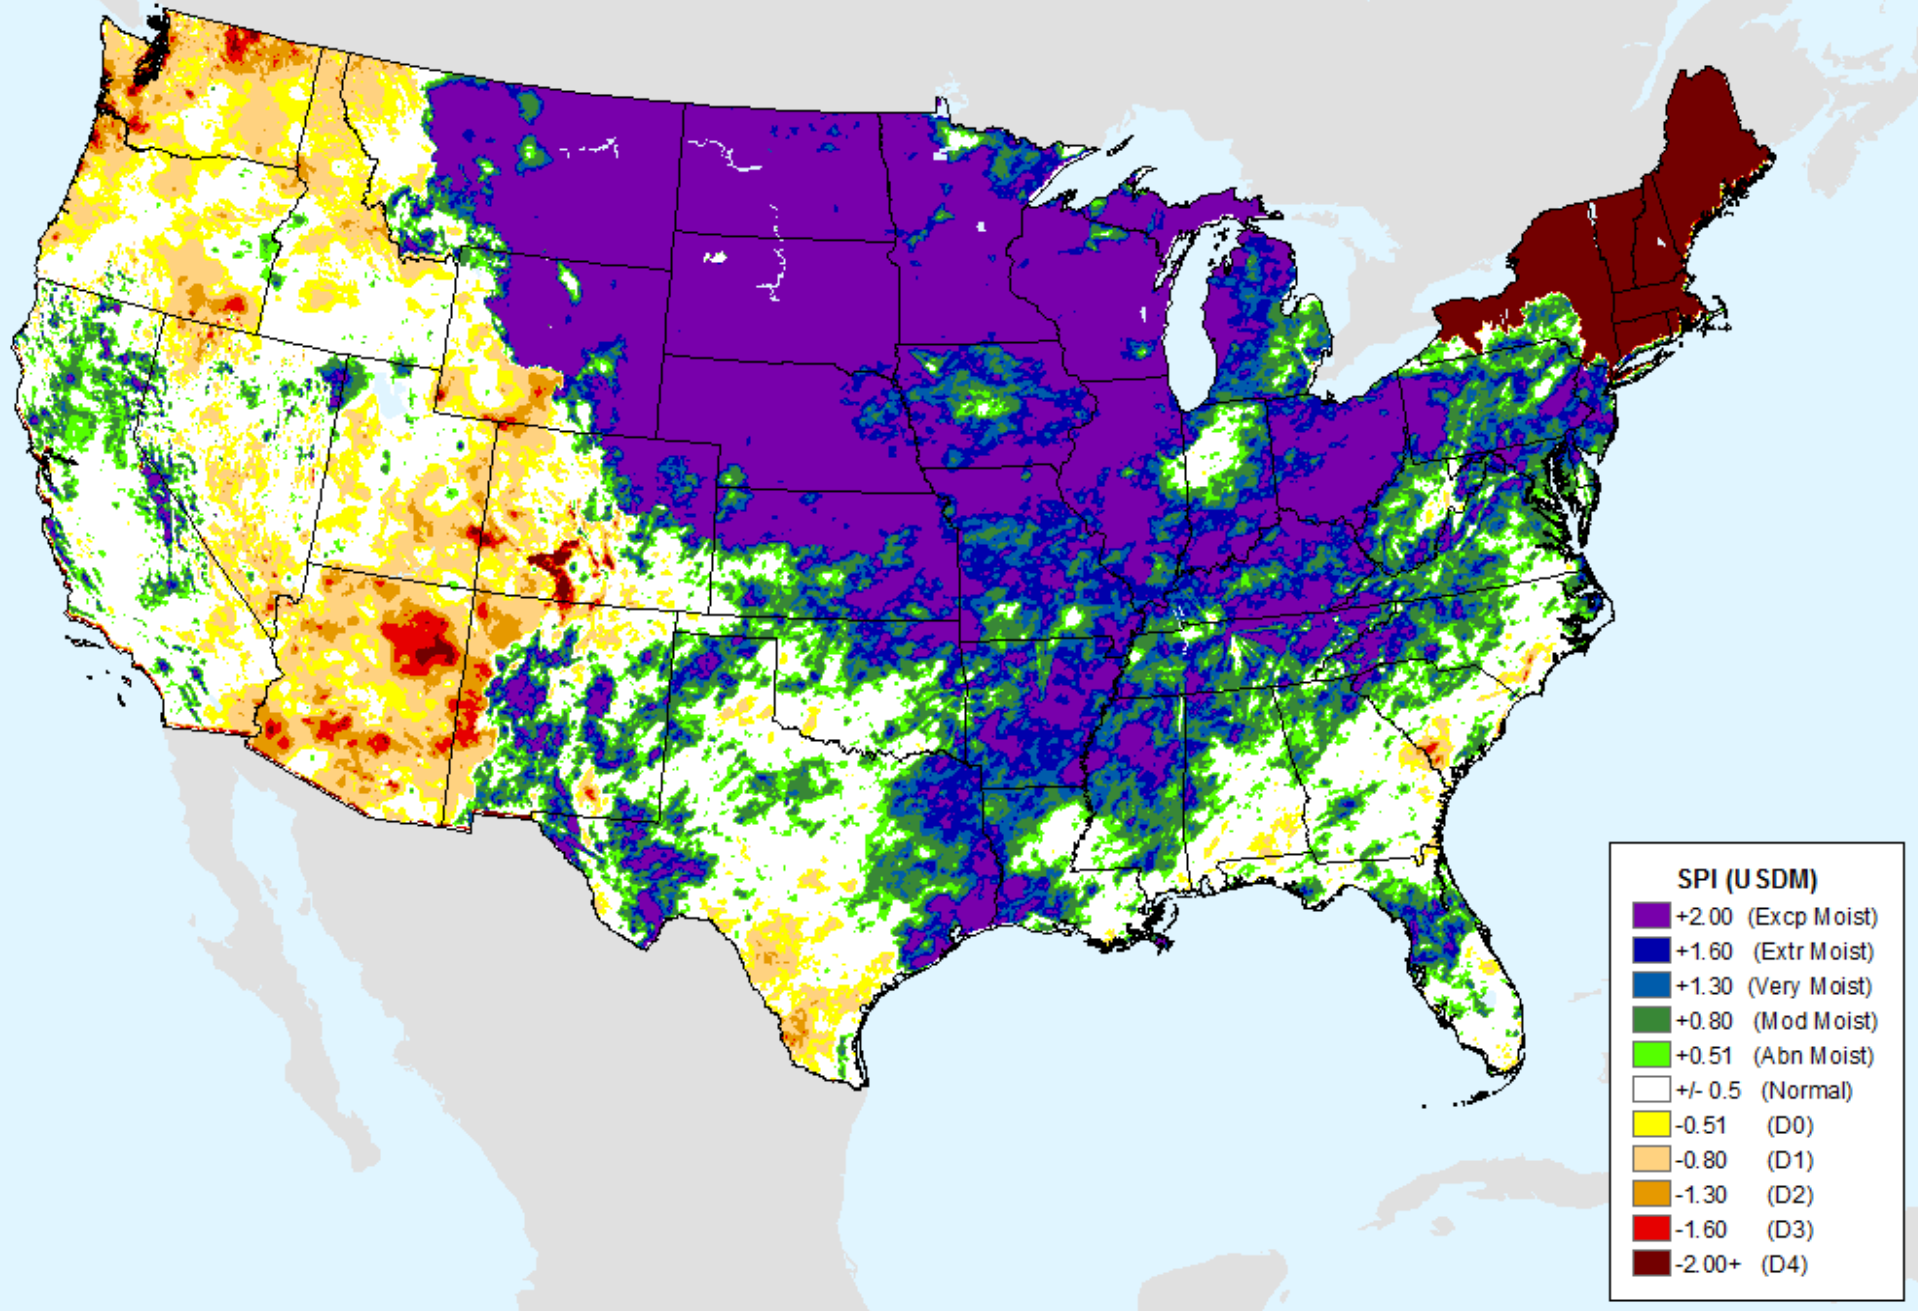 SPI (USDM)
+2.00 (Excp Moist)
+1.60 (Extr Moist)
+1.30 (Very Moist)
+0.80 (Mod Moist)
+0.51 (Abn Moist)
+/- 0.5 (Normal)
-0.51 (D0)
-0.80 (D1)
-1.30 (D2)
-1.60 (D3)
-2.00+ (D4)